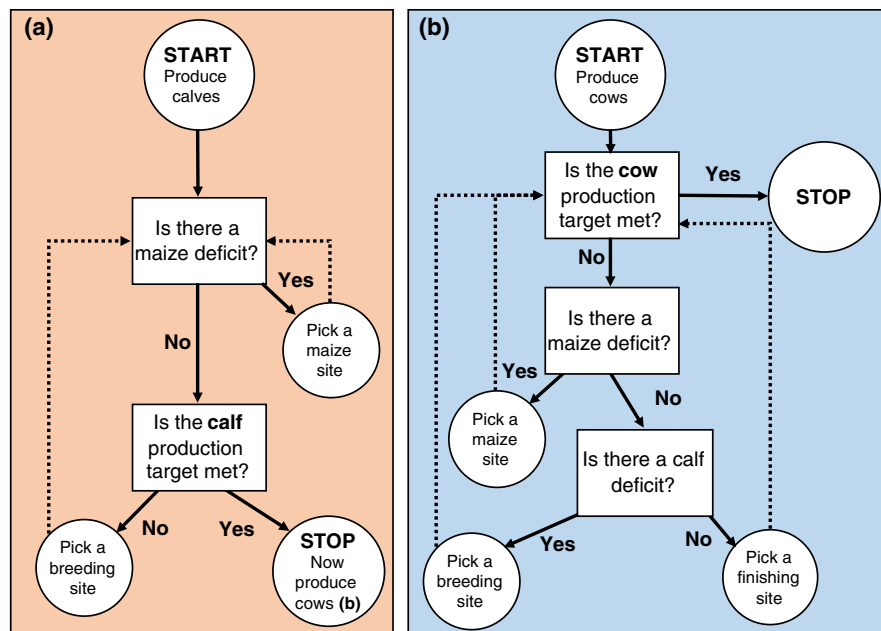 (a)
START
Produce
calves
Is there a
maize deficit?
Yes
Pick a
maize
site
No
Is the calf
production
target met?
No
Yes
Pick a
breeding
site
STOP
Now
produce
cows (b)
(b)
START
Produce
cows
Is the cow
production
target met?
Yes
STOP
No
Is there a
maize deficit?
Yes
No
Pick a
maize
site
Is there a calf
deficit?
Yes
No
Pick a
breeding
site
Pick a
finishing
site